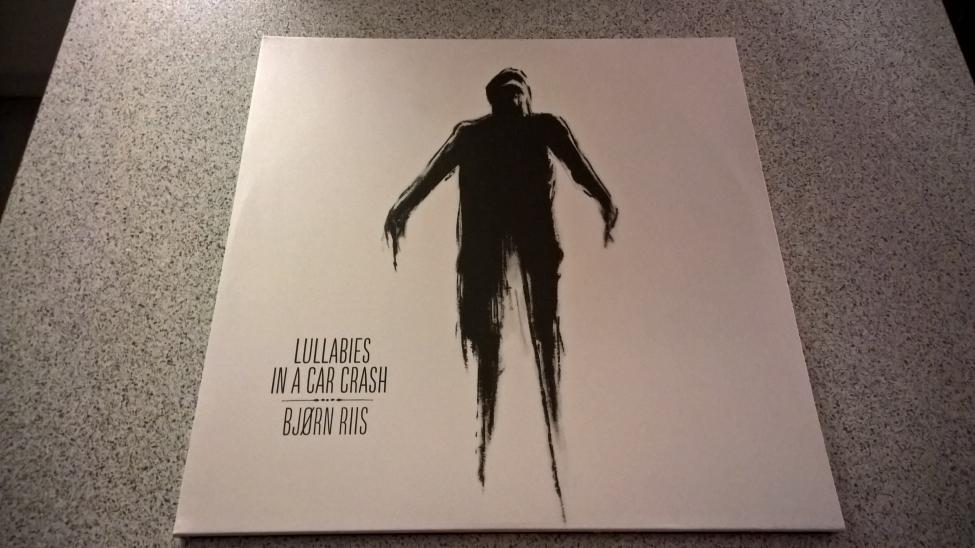 LULLABIES
IN A CAR CRASH
BJØRN RIIS